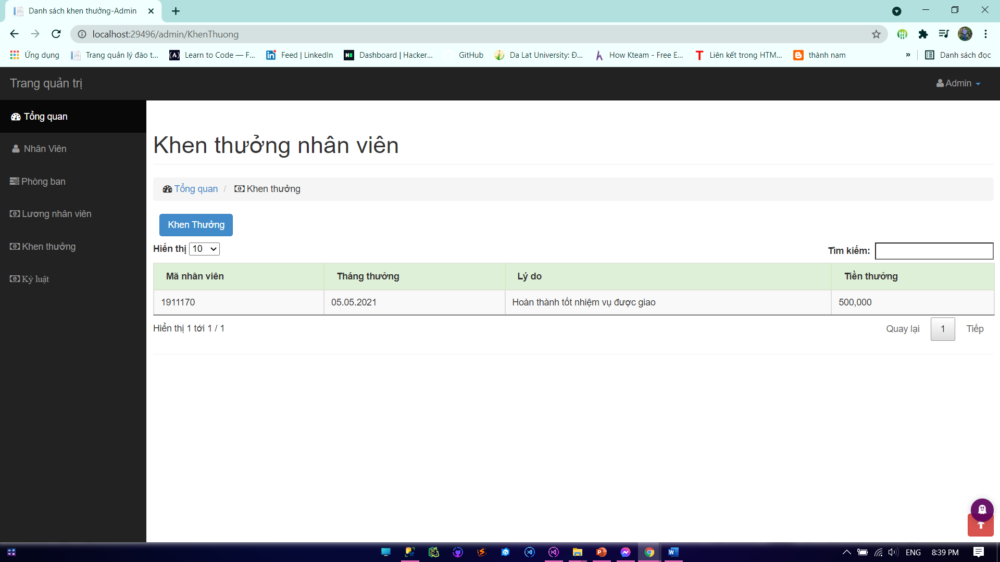 Danh sách khen thưởng-Admin
localhost:29496/admin/KhenThuong
Ứng dụng
Trang quản lý đào t...
Learn to Code — F...
Feed | LinkedIn
Dashboard | Hacker...
GitHub
Da Lat University: Đ...
How Kteam - Free E...
Liên kết trong HTM...
thành nam
»
Danh sách đọc
Trang quản trị
Admin
Tổng quan
Nhân Viên
Phòng ban
Lương nhân viên
Khen thưởng
Kỷ luật
Khen thưởng nhân viên
Tổng quan / Khen thưởng
Khen Thưởng
Hiển thị 10
Tìm kiếm:
Mã nhân viên Tháng thưởng Lý do Tiền thưởng
1911170 05.05.2021 Hoàn thành tốt nhiệm vụ được giao 500,000
Hiển thị 1 tới 1 / 1
Quay lại 1 Tiếp
ENG 8:39 PM